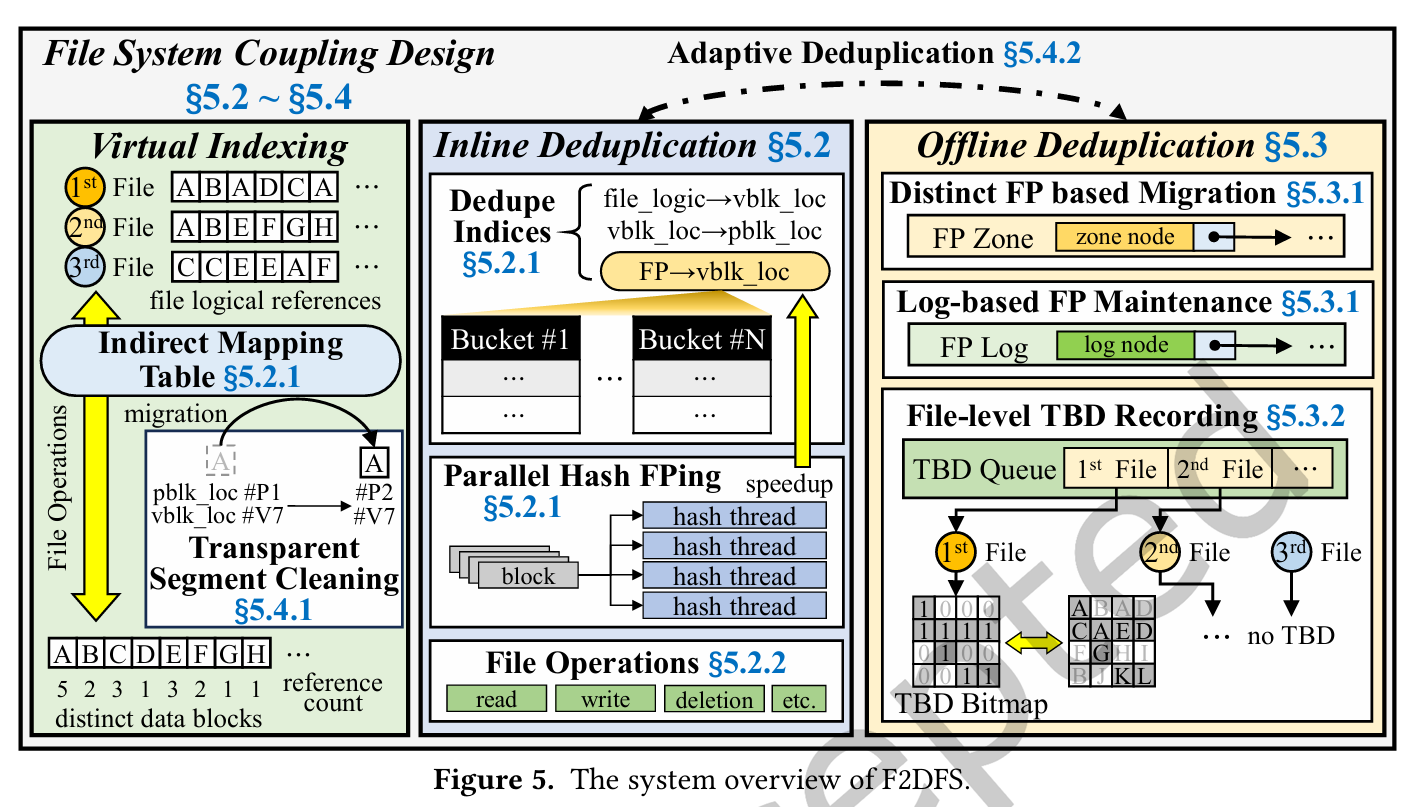 File System Coupling Design
§5.2 ~ §5.4
Adaptive Deduplication §5.4.2
Virtual Indexing
1st File A B A D C A ...
2nd File A B E F G H ...
3rd File C C E E A F ...
file logical references
Indirect Mapping
Table §5.2.1
File Operations
migration
A A
pblk_loc #P1 #P2
vblk_loc #V7 #V7
Transparent
Segment Cleaning
§5.4.1
A B C D E F G H ...
5 2 3 1 3 2 1 1
reference
count
distinct data blocks
Inline Deduplication §5.2
Dedupe
Indices
§5.2.1
file_logic→vblk_loc
vblk_loc→pblk_loc
FP→vblk_loc
Bucket #1 ... Bucket #N
... ...
... ...
Parallel Hash FPing
§5.2.1
speedup
block
hash thread
hash thread
hash thread
hash thread
File Operations §5.2.2
read write deletion etc.
Offline Deduplication §5.3
Distinct FP based Migration §5.3.1
FP Zone zone node ...
Log-based FP Maintenance §5.3.1
FP Log log node ...
File-level TBD Recording §5.3.2
TBD Queue 1st File 2nd File ...
1st File 2nd File 3rd File
1 0 0 0
1 1 1 1
0 1 0 0
0 0 1 1
TBD Bitmap
A B A D
C A E D
E G H I
B J K L
... no TBD
Figure 5. The system overview of F2DFS.
epted